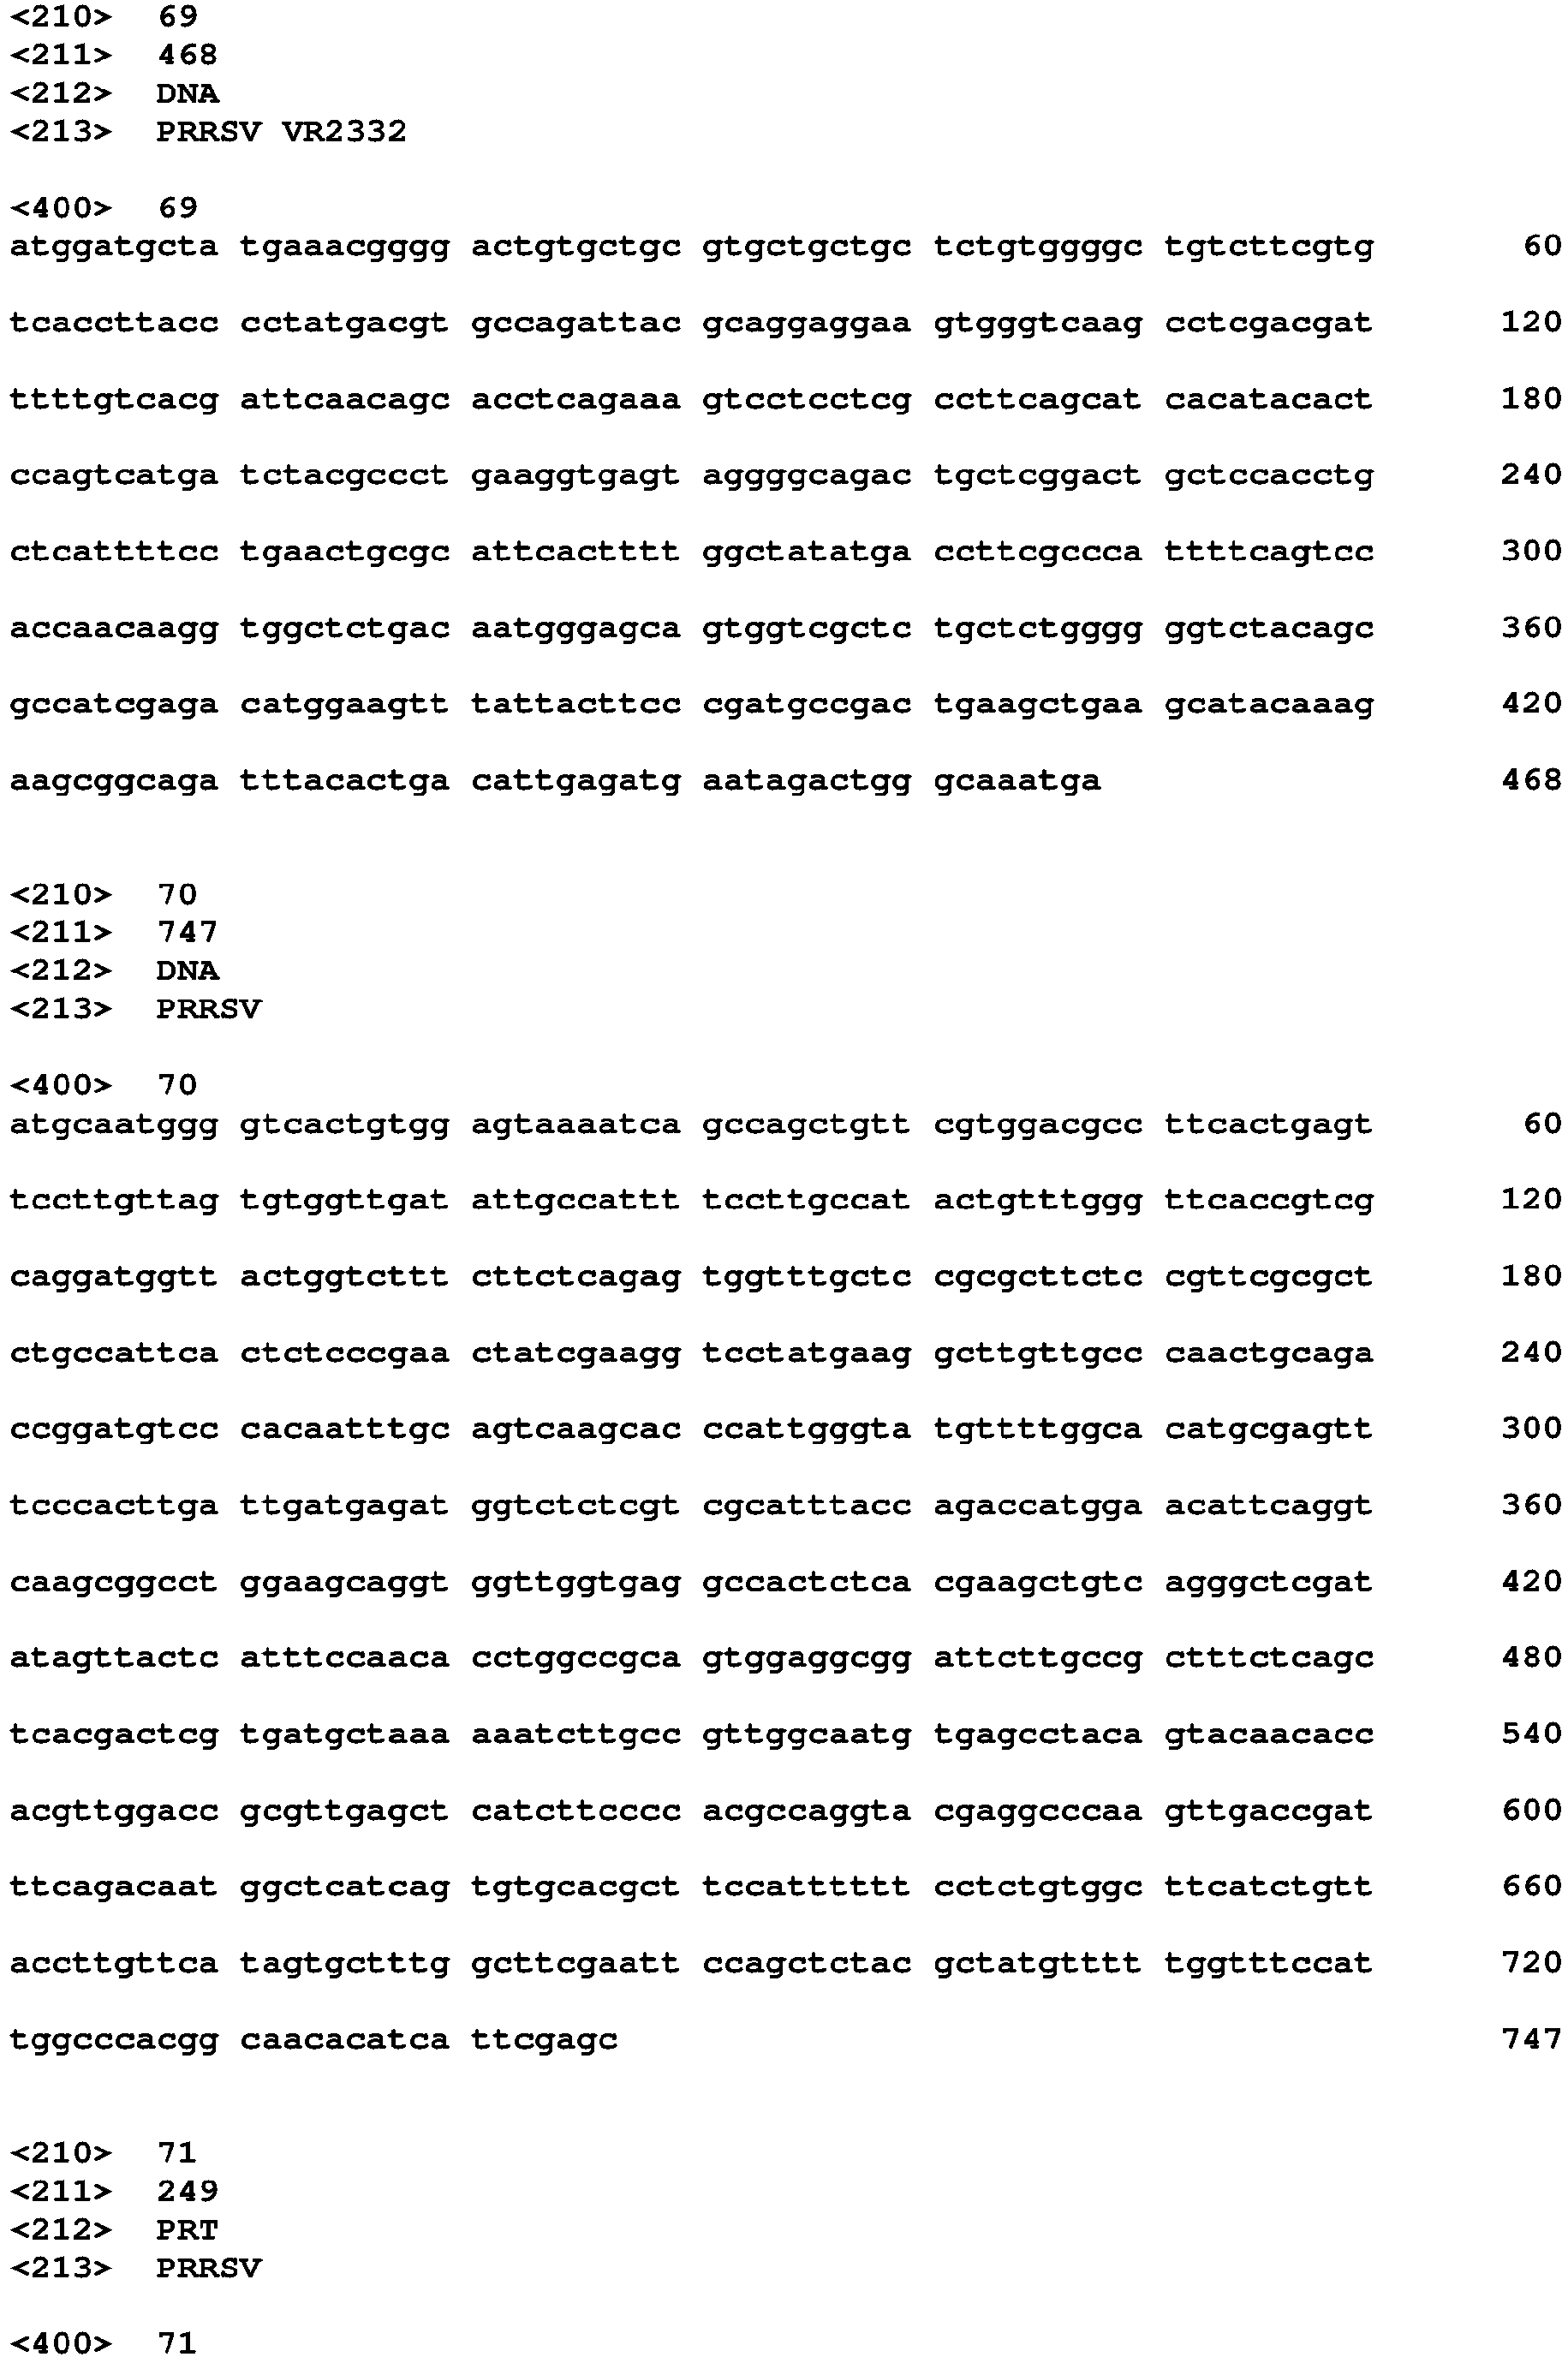 <210> 69
<211> 468
<212> DNA
<213> PRRSV VR2332
<400> 69
atggatgcta tgaaacgggg actgtgctgc gtgctgctgc tctgtggggc tgtcttcgtg 60
tcaccttacc cctatgacgt gccagattac gcaggaggaa gtgggtcaag cctcgacgat 120
ttttgtcacg attcaacagc acctcagaaa gtcctcctcg ccttcagcat cacatacact 180
ccagtcatga tctacgccct gaaggtgagt aggggcagac tgctcggact gctccacctg 240
ctcattttcc tgaactgcgc attcactttt ggctatatga ccttcgccca ttttcagtcc 300
accaacaagg tggctctgac aatgggagca gtggtcgctc tgctctgggg ggtctacagc 360
gccatcgaga catggaagtt tattacttcc cgatgccgac tgaagctgaa gcatacaaag 420
aagcggcaga tttacactga cattgagatg aatagactgg gcaaatga 468
<210> 70
<211> 747
<212> DNA
<213> PRRSV
<400> 70
atgcaatggg gtcactgtgg agtaaaatca gccagctgtt cgtggacgcc ttcactgagt 60
tccttgttag tgtggttgat attgccattt tccttgccat actgtttggg ttcaccgtcg 120
caggatggtt actggtcttt cttctcagag tggtttgctc cgcgcttctc cgttcgcgct 180
ctgccattca ctctcccgaa ctatcgaagg tcctatgaag gcttgttgcc caactgcaga 240
ccggatgtcc cacaatttgc agtcaagcac ccattgggta tgttttggca catgcgagtt 300
tcccacttga ttgatgagat ggtctctcgt cgcatttacc agaccatgga acattcaggt 360
caagcggcct ggaagcaggt ggttggtgag gccactctca cgaagctgtc agggctcgat 420
atagttactc atttccaaca cctggccgca gtggaggcgg attcttgccg ctttctcagc 480
tcacgactcg tgatgctaaa aaatcttgcc gttggcaatg tgagcctaca gtacaacacc 540
acgttggacc gcgttgagct catcttcccc acgccaggta cgaggcccaa gttgaccgat 600
ttcagacaat ggctcatcag tgtgcacgct tccatttttt cctctgtggc ttcatctgtt 660
accttgttca tagtgctttg gcttcgaatt ccagctctac gctatgtttt tggtttccat 720
tggcccacgg caacacatca ttcgagc 747
<210> 71
<211> 249
<212> PRT
<213> PRRSV
<400> 71